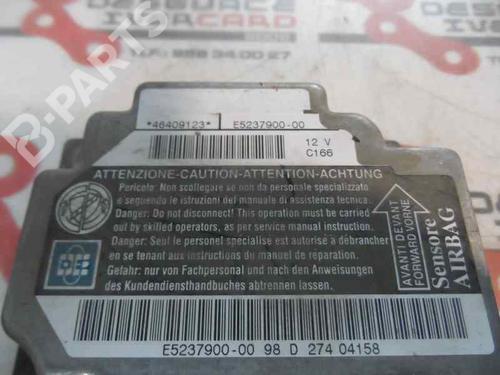 DESGUACE
IVACAR
B-PARTS
*46409123*
E5237900-00
12 V
C166
ATTENZIONE-CAUTION-ATTENTION-ACHTUNG
Pericolo: Non scollegare se non da personale specializzato
e seguendo le istruzioni del manuale di assistenza tecnica.
Danger: Do not disconnect! This operation must be carried
out by skilled operators, as per service manual instruction.
Danger: Seul le personel specialisé est autorisé à débrancher
en se tenant aux instructions du manuel de réparation.
Gefahr: nur von Fachpersonal und nach den Anweisungen
des Kundendiensthandbuches abtrennen lassen.
AVANTI DEVANT
FORWARD VORNE
Sensore
AIRBAG
E5237900-00 98 D 274 04158